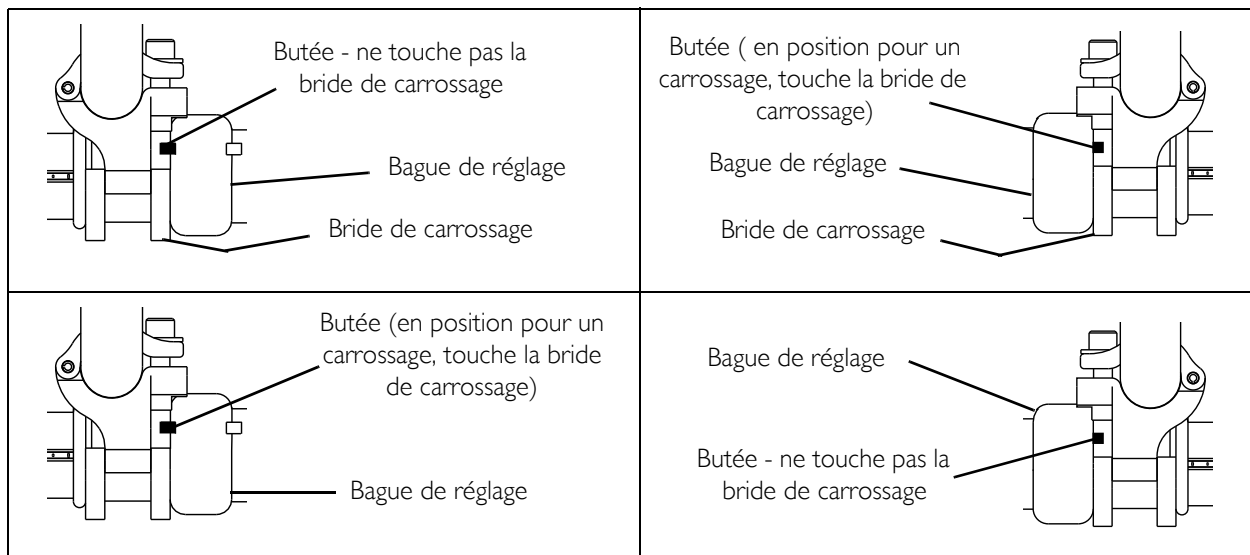 Butée - ne touche pas la
bride de carrossage
Bague de réglage
Bride de carrossage
Butée ( en position pour un
carrossage, touche la bride de
carrossage)
Bague de réglage
Bride de carrossage
Butée (en position pour un
carrossage, touche la bride
de carrossage)
Bague de réglage
Bague de réglage
Butée - ne touche pas la
bride de carrossage